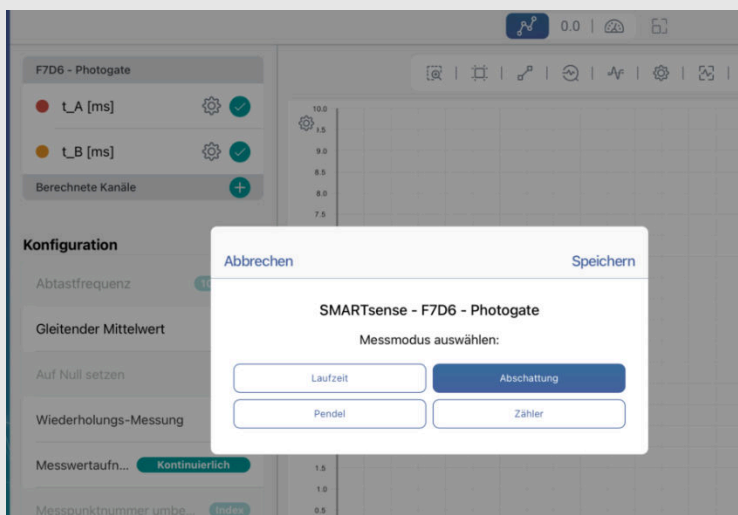 0.0
F7D6 - Photogate
t_A [ms]
t_B [ms]
Berechnete Kanäle
Konfiguration
Abtastfrequenz
Gleitender Mittelwert
Auf Null setzen
Wiederholungs-Messung
Messwertaufn... Kontinuierlich
Messpunktnummer umbe... Index
10.0
9.0
8.5
8.0
7.5
Abbrechen Speichern
SMARTsense - F7D6 - Photogate
Messmodus auswählen:
Laufzeit Abschattung
Pendel Zähler
1.5
1.0
0.5